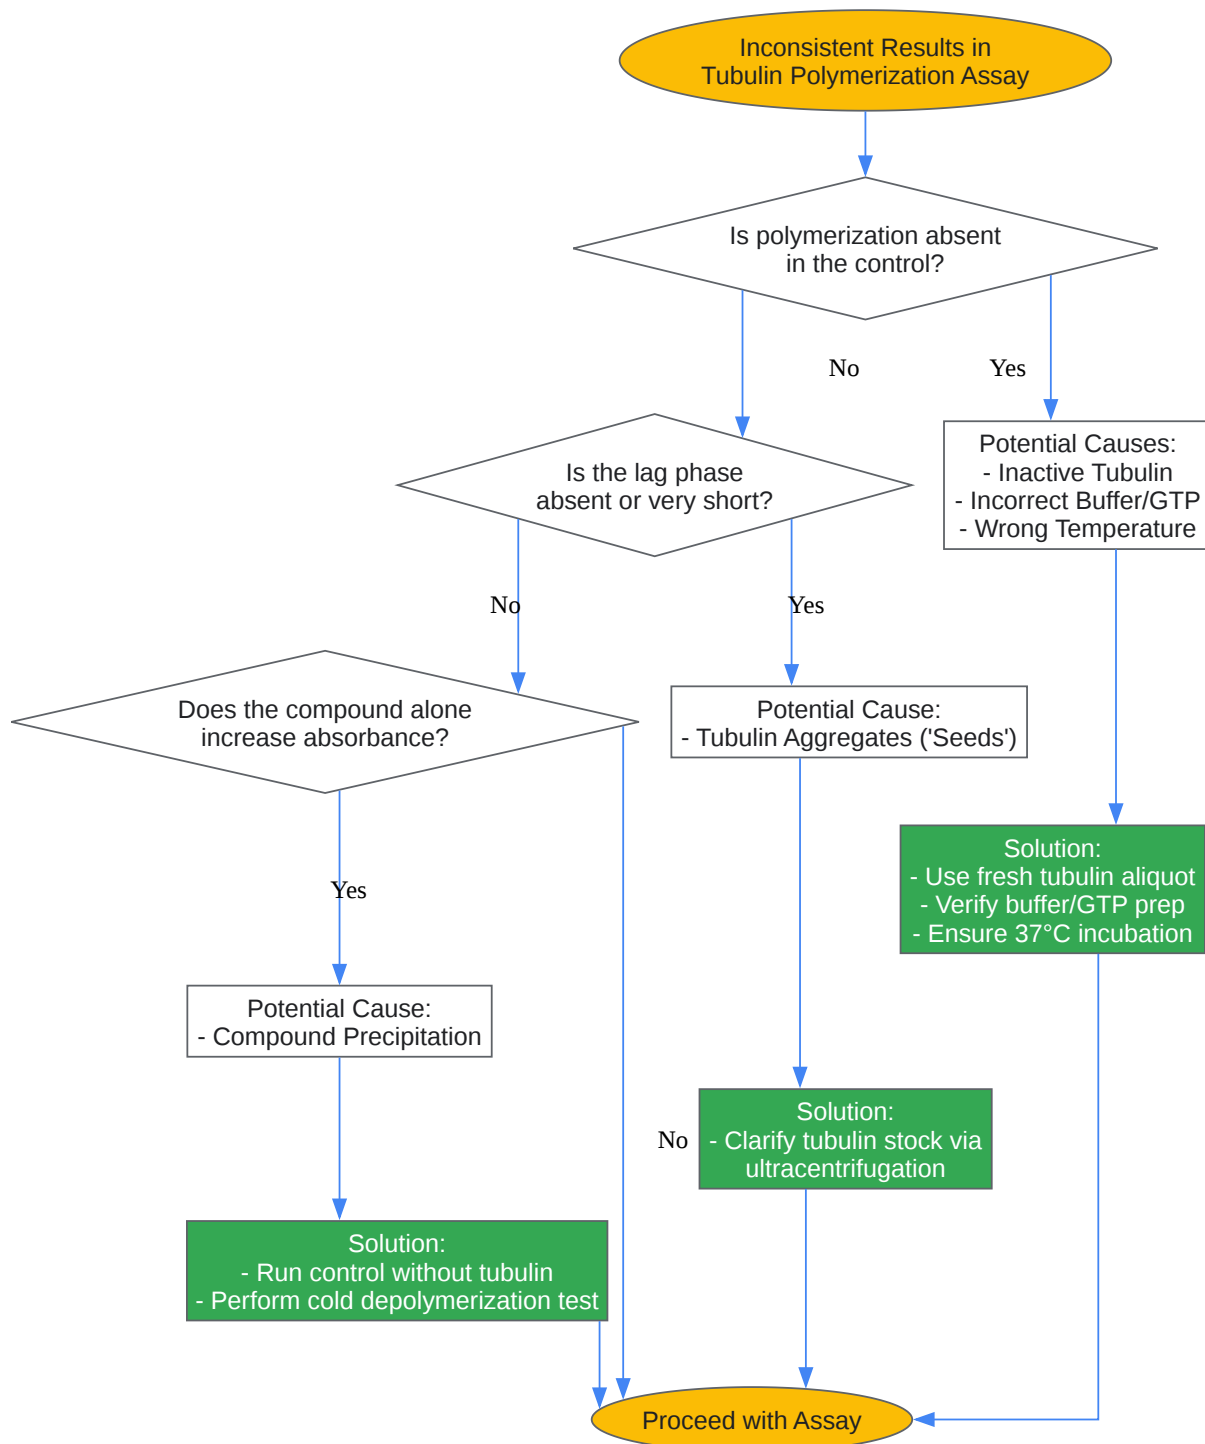 Inconsistent Results in
Tubulin Polymerization Assay
Is polymerization absent
in the control?
No
Yes
Is the lag phase
absent or very short?
Potential Causes:
- Inactive Tubulin
- Incorrect Buffer/GTP
- Wrong Temperature
No
Yes
Does the compound alone
increase absorbance?
Potential Cause:
- Tubulin Aggregates ('Seeds')
Solution:
- Use fresh tubulin aliquot
- Verify buffer/GTP prep
- Ensure 37°C incubation
Yes
Potential Cause:
- Compound Precipitation
No
Solution:
- Clarify tubulin stock via
ultracentrifugation
Solution:
- Run control without tubulin
- Perform cold depolymerization test
Proceed with Assay